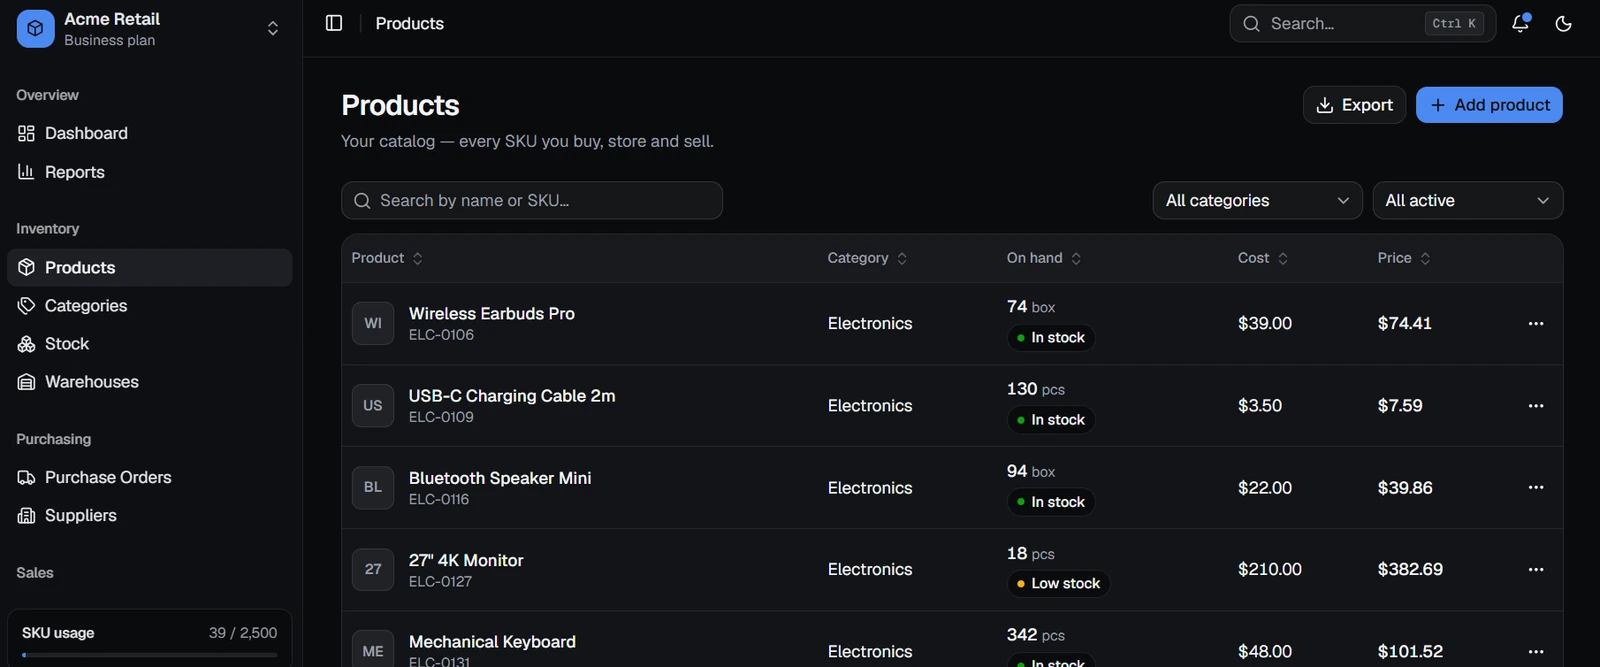 Acme Retail
Business plan
Overview
Dashboard
Reports
Inventory
Products
Categories
Stock
Warehouses
Purchasing
Purchase Orders
Suppliers
Sales
SKU usage 39 / 2,500
Products
Search... Ctrl K
Products
Your catalog — every SKU you buy, store and sell.
Export
Add product
Search by name or SKU...
All categories
All active
Product Category On hand Cost Price
WI Wireless Earbuds Pro
ELC-0106
Electronics
74 box
In stock
$39.00 $74.41
US USB-C Charging Cable 2m
ELC-0109
Electronics
130 pcs
In stock
$3.50 $7.59
BL Bluetooth Speaker Mini
ELC-0116
Electronics
94 box
In stock
$22.00 $39.86
27 27" 4K Monitor
ELC-0127
Electronics
18 pcs
Low stock
$210.00 $382.69
ME Mechanical Keyboard
ELC-0131
Electronics
342 pcs
In stock
$48.00 $101.52